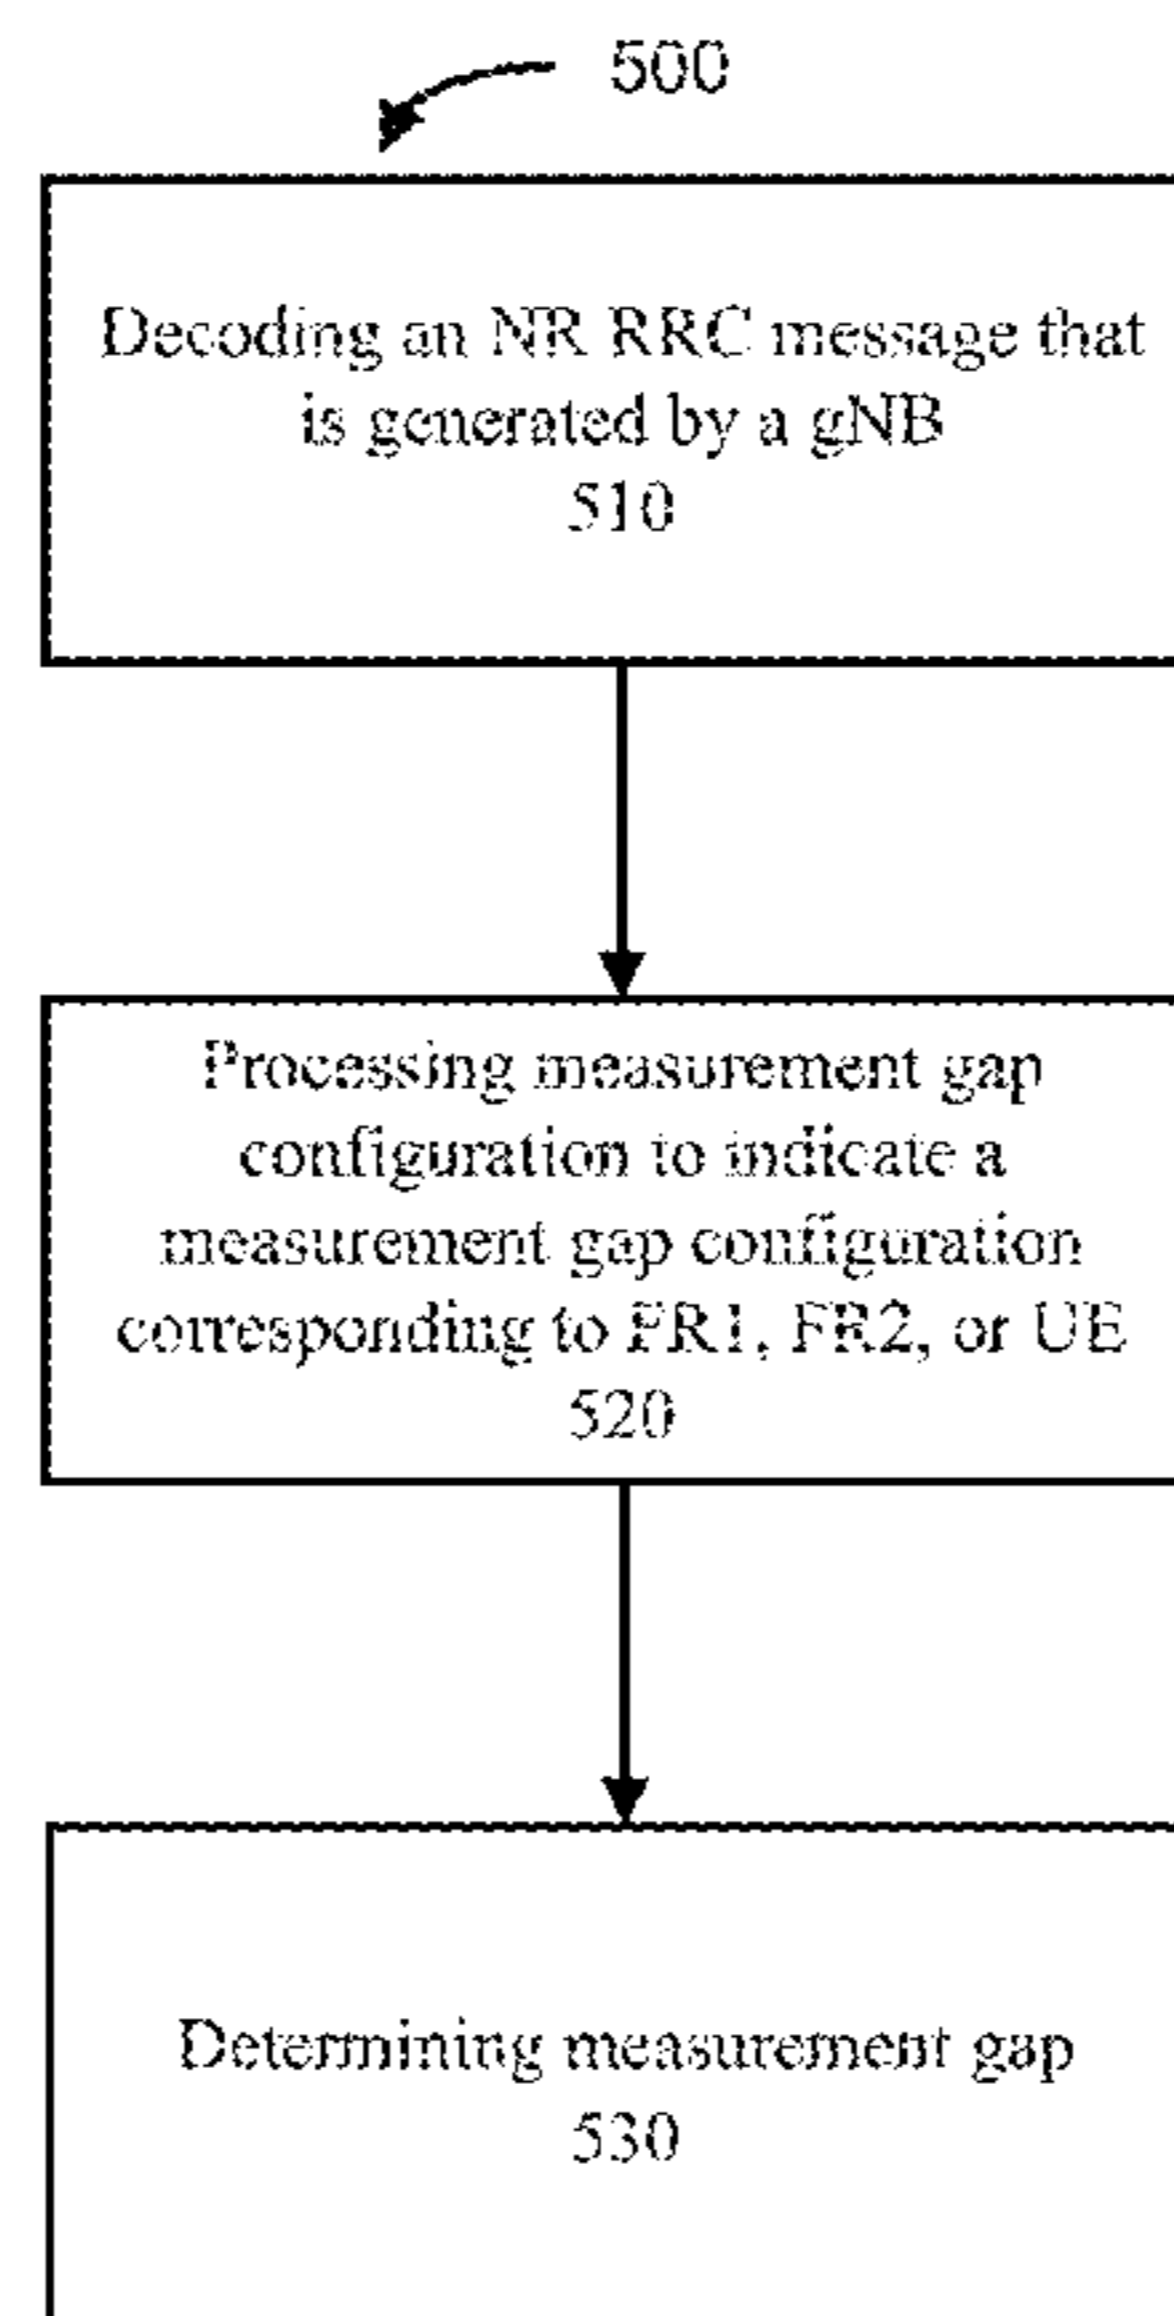 500
Decoding an NR RRC message that
is generated by a gNB
510
Processing measurement gap
configuration to indicate a
measurement gap configuration
corresponding to FR1, FR2, or UE
520
Determining measurement gap
530